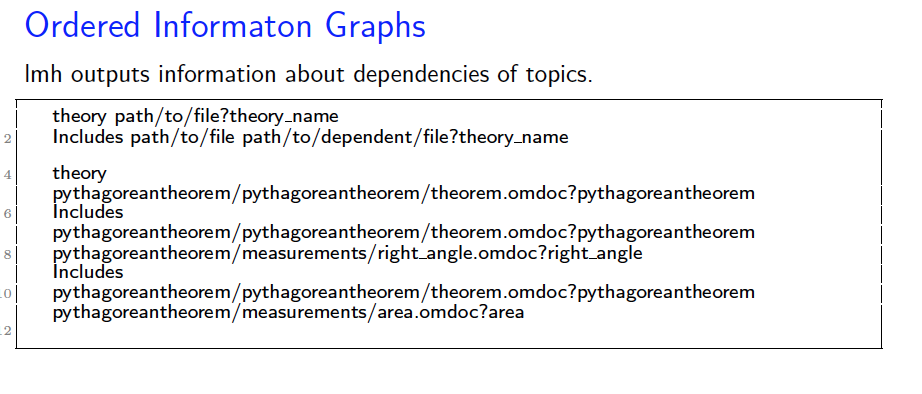 Ordered Informaton Graphs
lmh outputs information about dependencies of topics.
theory path/to/file?theory_name
2 Includes path/to/file path/to/dependent/file?theory_name
4 theory
pythagoreantheorem/pythagoreantheorem/theorem.omdoc?pythagoreantheorem
6 Includes
pythagoreantheorem/pythagoreantheorem/theorem.omdoc?pythagoreantheorem
8 pythagoreantheorem/measurements/right_angle.omdoc?right_angle
Includes
0 pythagoreantheorem/pythagoreantheorem/theorem.omdoc?pythagoreantheorem
pythagoreantheorem/measurements/area.omdoc?area
2